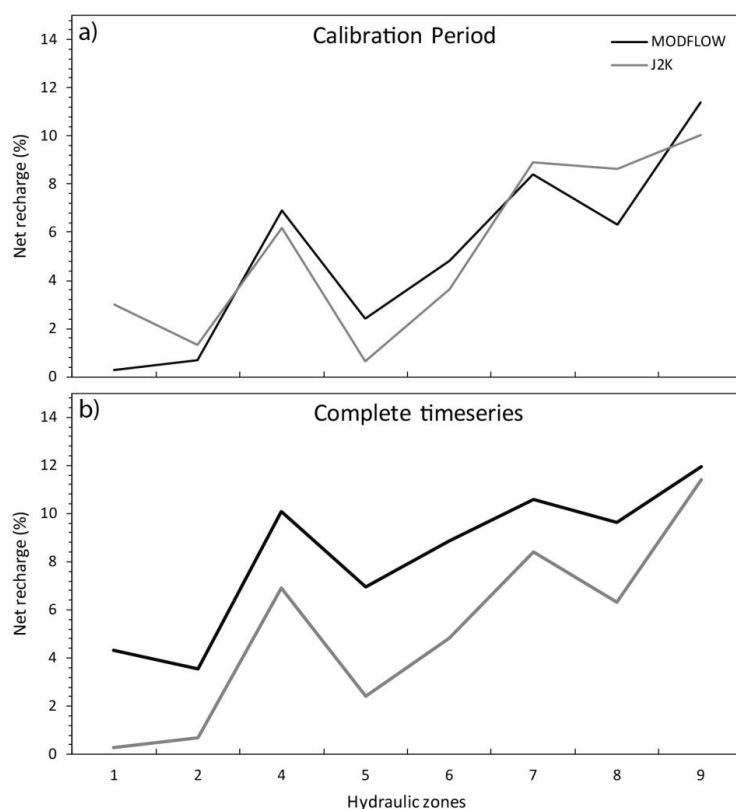 a)
Calibration Period
MODFLOW
J2K
Net recharge (%)
14
12
10
8
6
4
2
0
b)
Complete timeseries
Net recharge (%)
14
12
10
8
6
4
2
0
1 2 4 5 6 7 8 9
Hydraulic zones